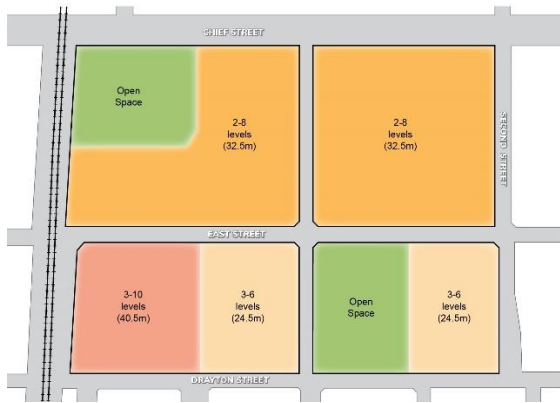 CHIEF STREET
Open
Space
2-8
levels
(32.5m)
2-8
levels
(32.5m)
SECOND STREET
EAST STREET
3-10
levels
(40.5m)
3-6
levels
(24.5m)
Open
Space
3-6
levels
(24.5m)
DRAYTON STREET